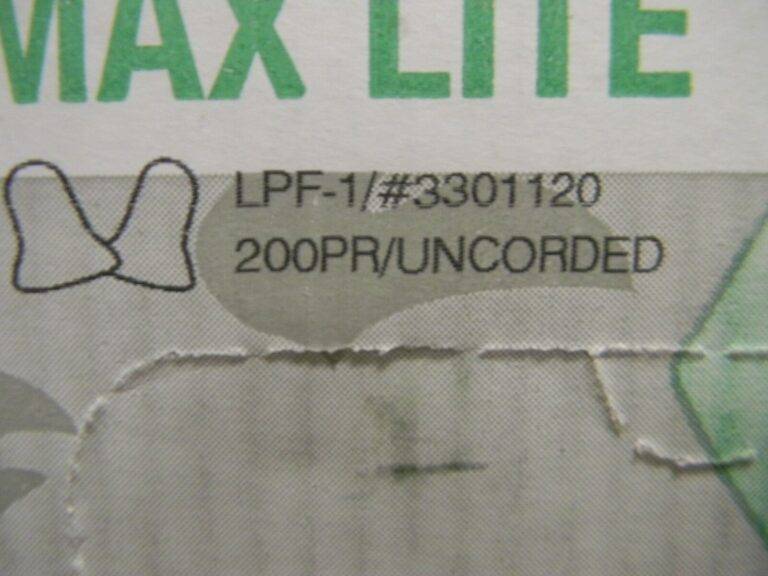 MAX LITE
LPF-1/#3301120
200PR/UNCORDED